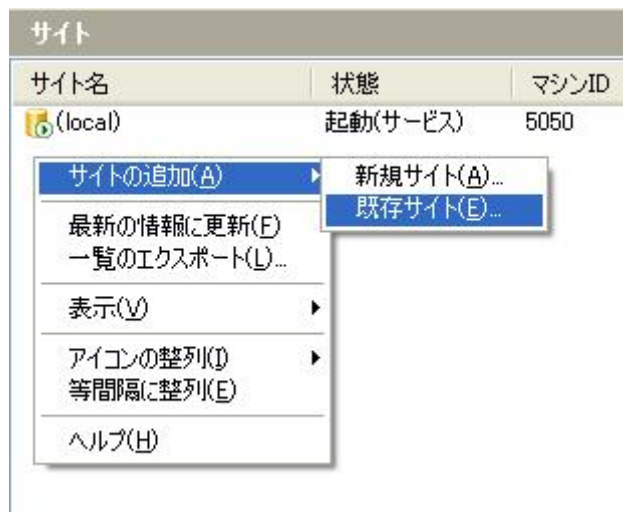 サイト
サイト名 状態 マシンID
(local) 起動(サービス) 5050
サイトの追加(A)
新規サイト(A)...
既存サイト(E)...
最新の情報に更新(F)
一覧のエクスポート(L)...
表示(V)
アイコンの整列(I)
等間隔に整列(E)
ヘルプ(H)